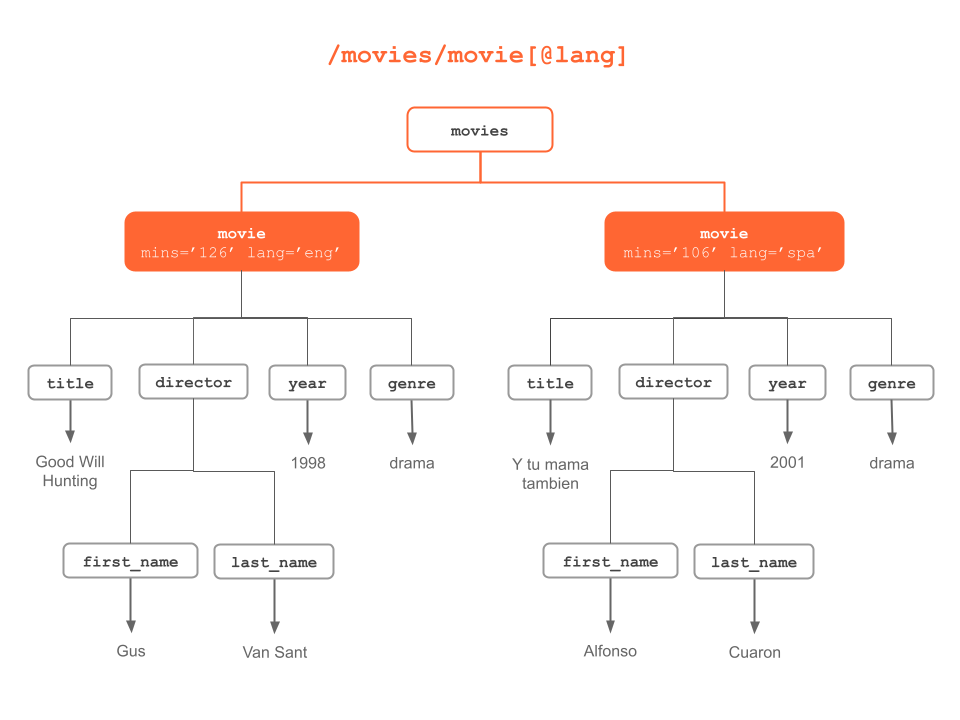 /movies/movie[@lang]
movies
movie
mins=’126’ lang=’eng’
movie
mins=’106’ lang=’spa’
title
director
year
genre
title
director
year
genre
Good Will
Hunting
1998
drama
Y tu mama
tambien
2001
drama
first_name
last_name
first_name
last_name
Gus
Van Sant
Alfonso
Cuaron